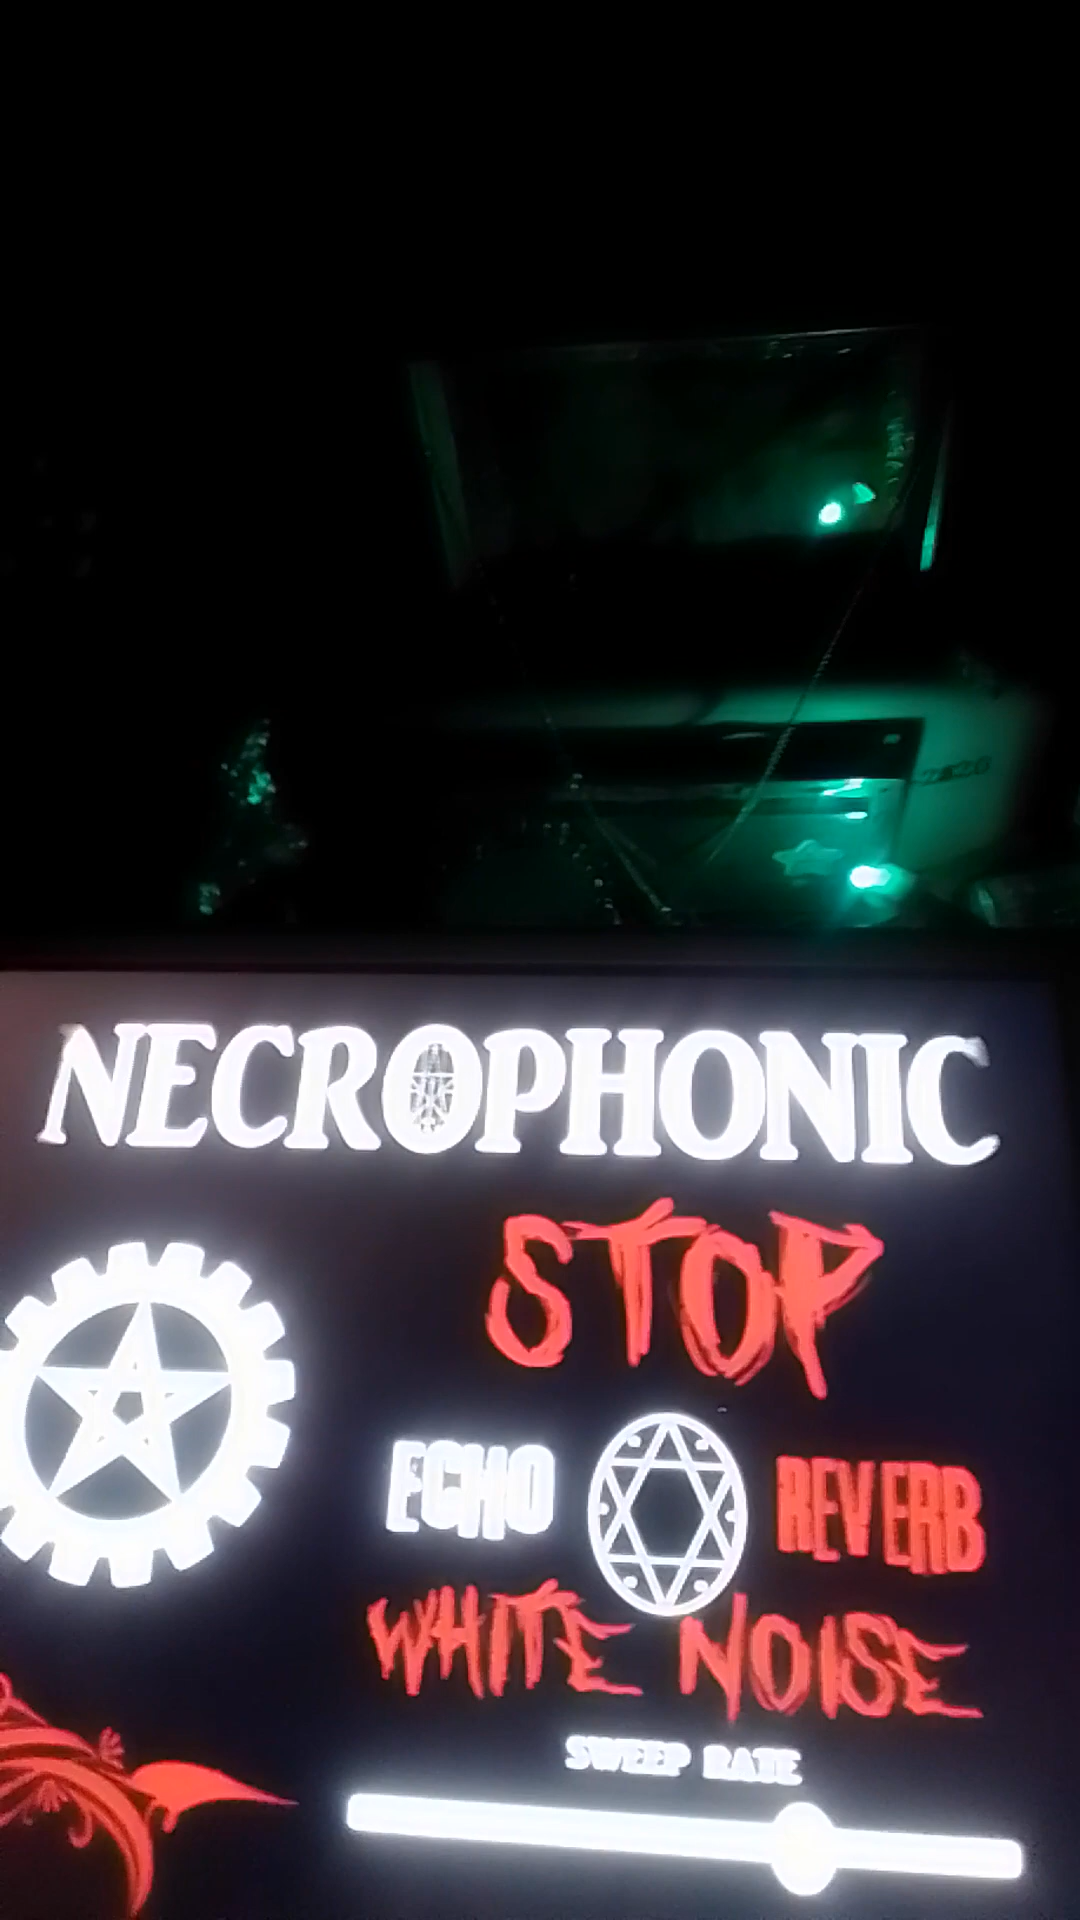 NECROPHONIC
STOP
ECHO
REVERB
WHITE NOISE
SWEEP RATE